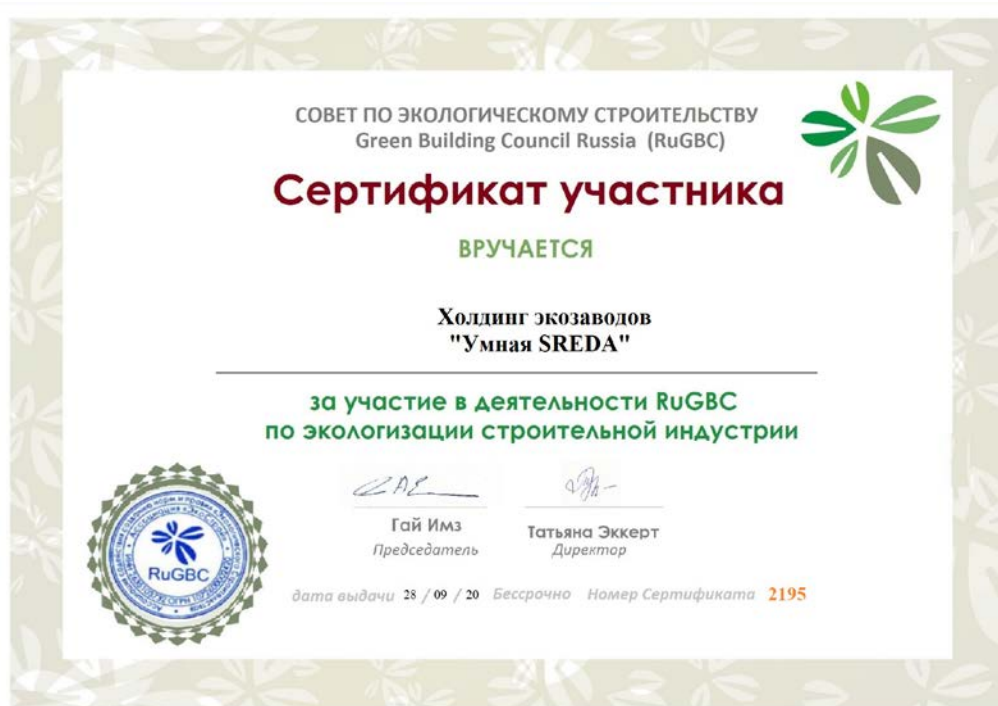 СОВЕТ ПО ЭКОЛОГИЧЕСКОМУ СТРОИТЕЛЬСТВУ
Green Building Council Russia (RuGBC)
Сертификат участника
ВРУЧАЕТСЯ
Холдинг экозаводов
"Умная SREDA"
за участие в деятельности RuGBC
по экологизации строительной индустрии
Гай Имз
Татьяна Эккерт
Председатель
Директор
дата выдачи 28 / 09 / 20 Бессрочно Номер Сертификата 2195
RuGBC